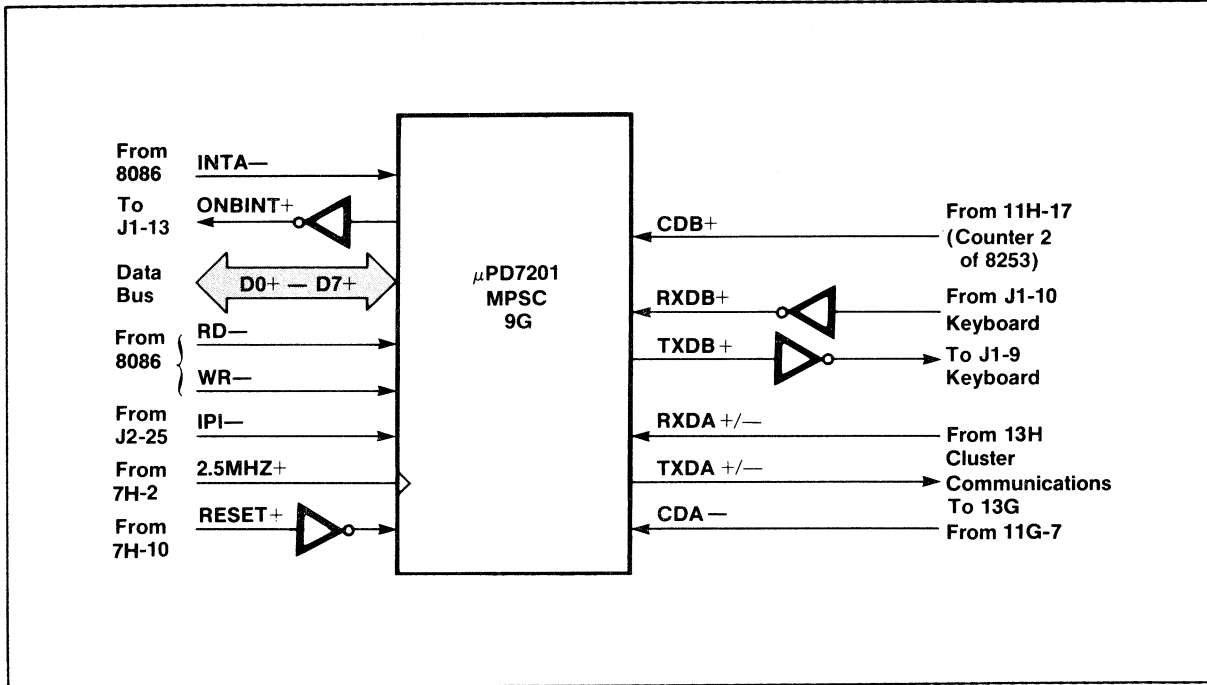 From
8086
INTA—
To
J1-13
ONBINT+
Data
Bus
D0+ — D7+
From
8086
RD—
WR—
From
J2-25
IPI—
From
7H-2
2.5MHZ+
From
7H-10
RESET+
μPD7201
MPSC
9G
CDB+
From 11H-17
(Counter 2
of 8253)
RXDB+
From J1-10
Keyboard
TXDB+
To J1-9
Keyboard
RXDA +/—
From 13H
Cluster
Communications
TXDA +/—
To 13G
CDA —
From 11G-7